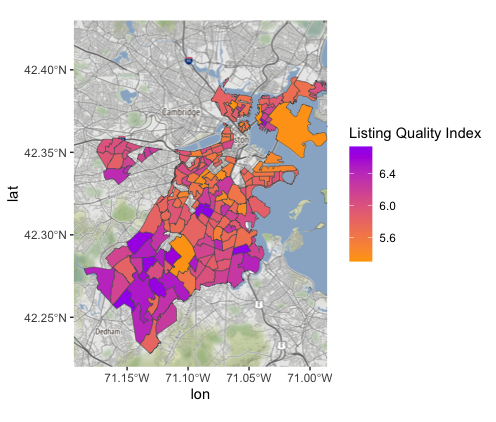 lat
42.40°N
42.35°N
42.30°N
42.25°N
Cambridge
Dedham
71.15°W 71.10°W 71.05°W 71.00°W
lon
Listing Quality Index
6.4
6.0
5.6